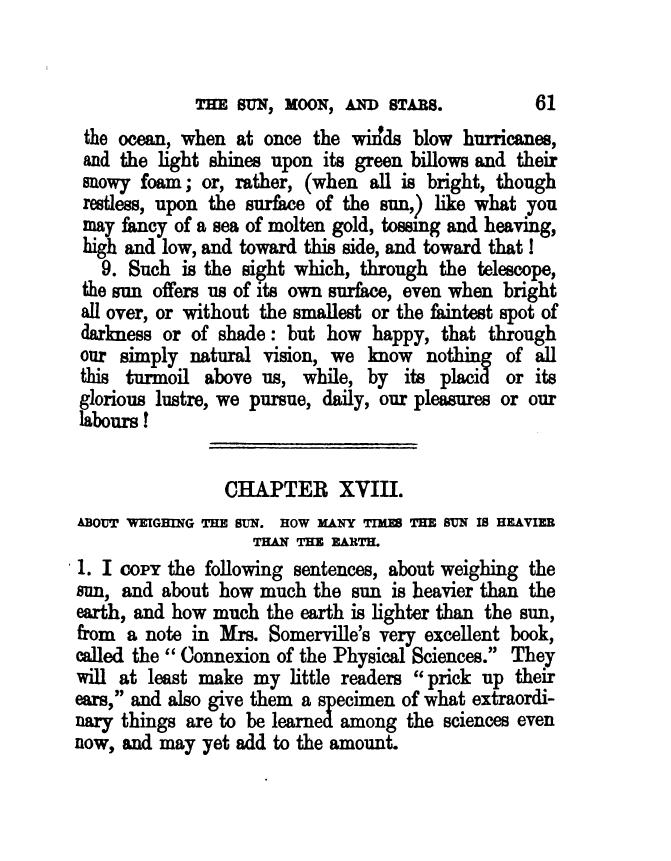 THE SUN, MOON, AND STARS. 61
the ocean, when at once the winds blow hurricanes,
and the light shines upon its green billows and their
snowy foam; or, rather, (when all is bright, though
restless, upon the surface of the sun,) like what you
may fancy of a sea of molten gold, tossing and heaving,
high and low, and toward this side, and toward that!
9. Such is the sight which, through the telescope,
the sun offers us of its own surface, even when bright
all over, or without the smallest or the faintest spot of
darkness or of shade: but how happy, that through
our simply natural vision, we know nothing of all
this turmoil above us, while, by its placid or its
glorious lustre, we pursue, daily, our pleasures or our
labours!
CHAPTER XVIII.
ABOUT WEIGHING THE SUN. HOW MANY TIMES THE SUN IS HEAVIER
THAN THE EARTH.
1. I COPY the following sentences, about weighing the
sun, and about how much the sun is heavier than the
earth, and how much the earth is lighter than the sun,
from a note in Mrs. Somerville's very excellent book,
called the "Connexion of the Physical Sciences." They
will at least make my little readers "prick up their
ears," and also give them a specimen of what extraordi-
nary things are to be learned among the sciences even
now, and may yet add to the amount.